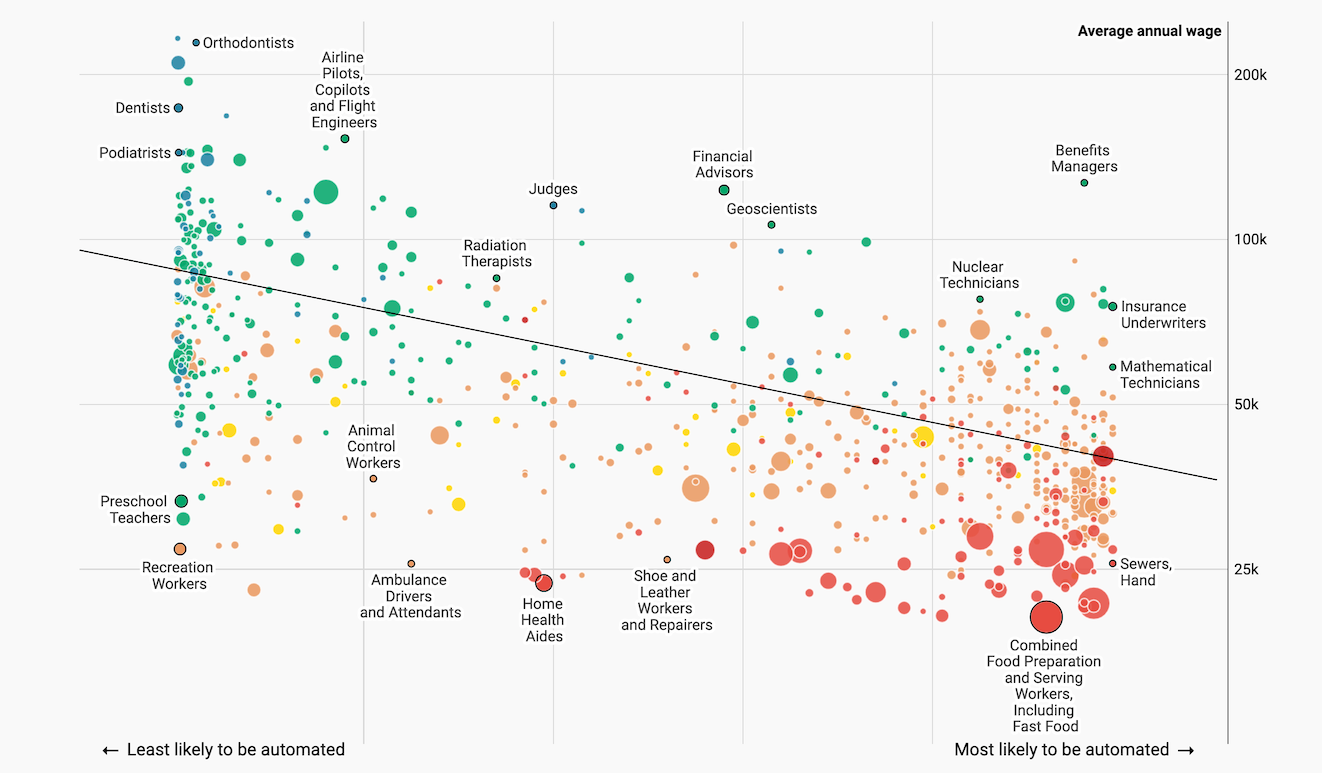 Average annual wage
Orthodontists
Airline
Pilots,
Copilots
and Flight
Engineers
200k
Dentists
Podiatrists
Financial
Advisors
Benefits
Managers
Judges
Geoscientists
100k
Radiation
Therapists
Nuclear
Technicians
Insurance
Underwriters
Mathematical
Technicians
50k
Animal
Control
Workers
Preschool
Teachers
Recreation
Workers
25k
Ambulance
Drivers
and Attendants
Home
Health
Aides
Shoe and
Leather
Workers
and Repairers
Sewers,
Hand
Combined
Food Preparation
and Serving
Workers,
Including
Fast Food
← Least likely to be automated
Most likely to be automated →